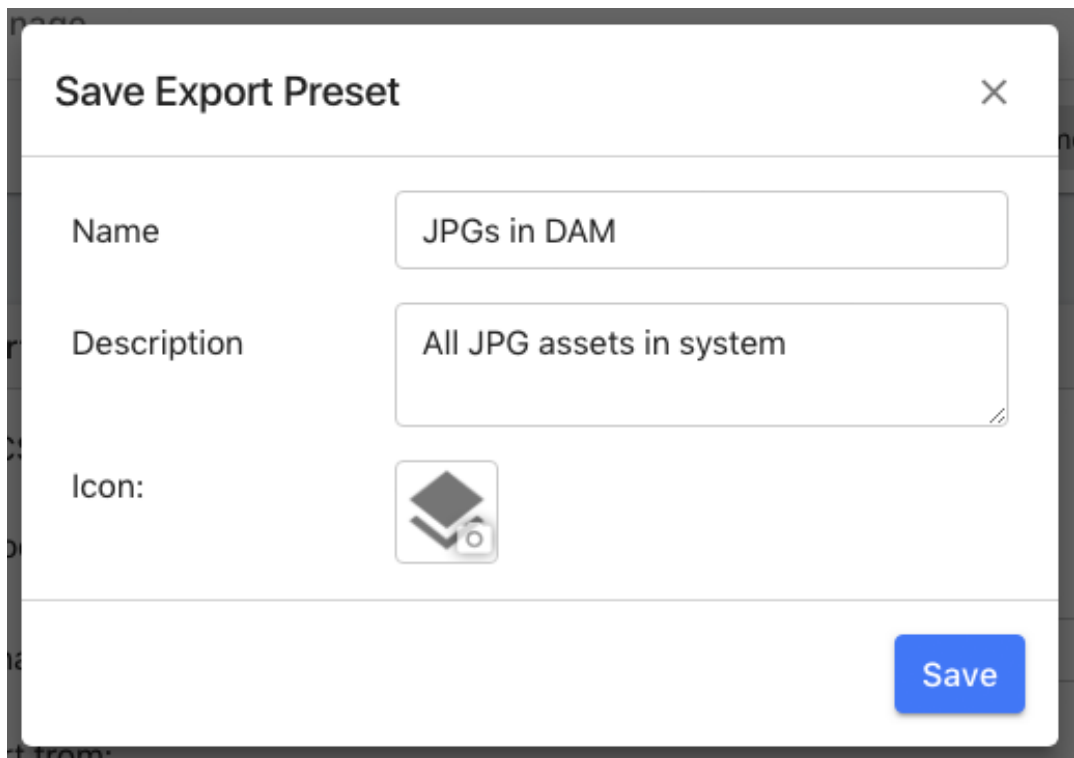 Save Export Preset
Name
JPGs in DAM
Description
All JPG assets in system
Icon:
Save